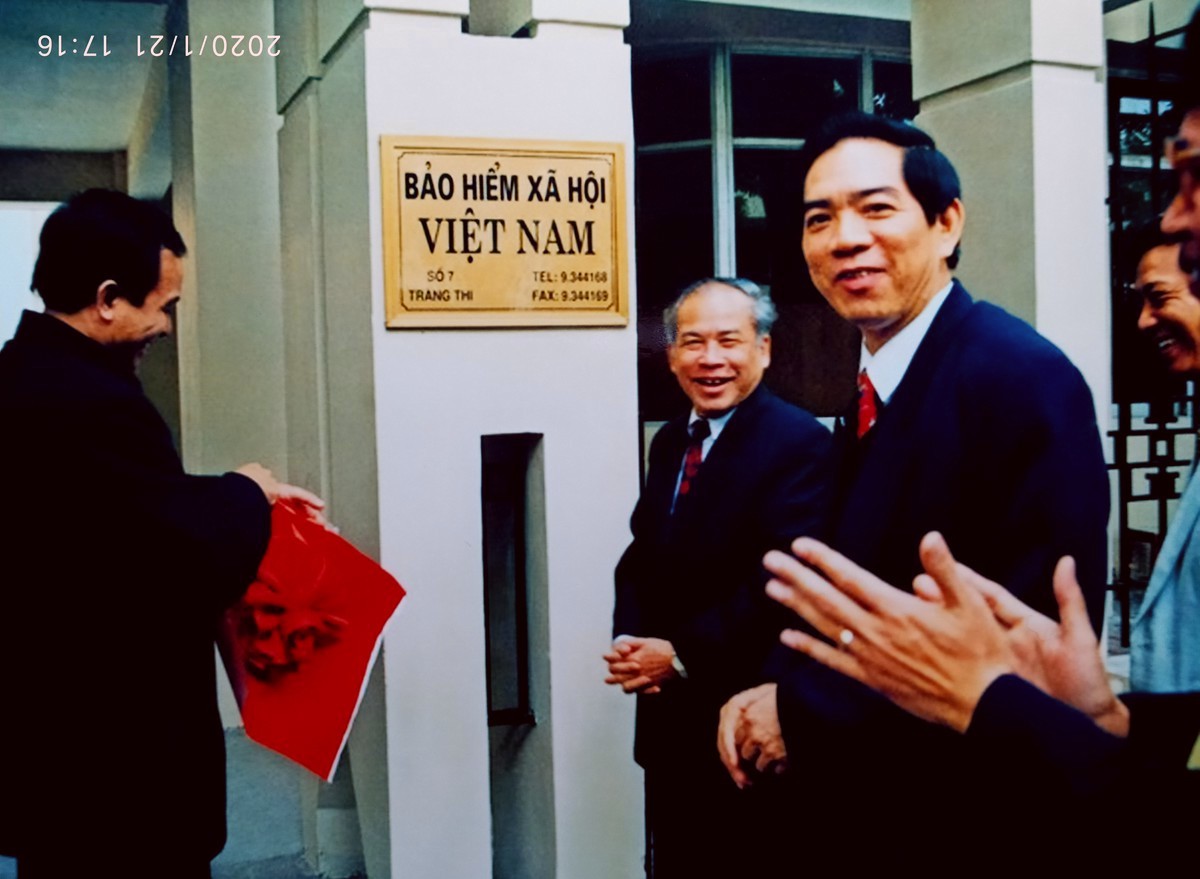 2020/1/21 17:16
BẢO HIỂM XÃ HỘI
VIỆT NAM
SỐ 7
TRANG THI
TEL: 9.344168
FAX: 9.344169